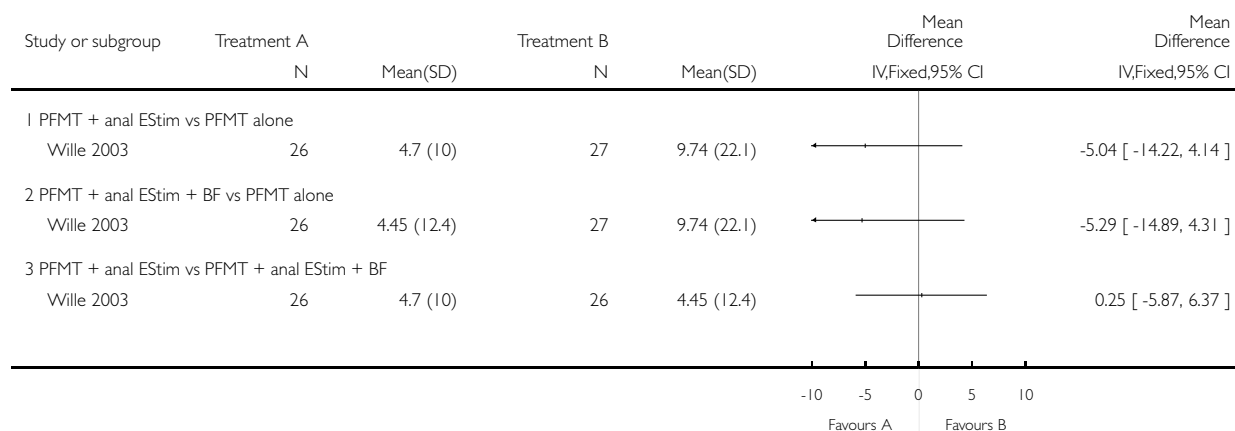 Mean Mean
Study or subgroup Treatment A Treatment B Difference Difference
N Mean(SD) N Mean(SD) IV,Fixed,95% CI IV,Fixed,95% CI
1 PFMT + anal EStim vs PFMT alone
Wille 2003 26 4.7 (10) 27 9.74 (22.1) -5.04 [ -14.22, 4.14 ]
2 PFMT + anal EStim + BF vs PFMT alone
Wille 2003 26 4.45 (12.4) 27 9.74 (22.1) -5.29 [ -14.89, 4.31 ]
3 PFMT + anal EStim vs PFMT + anal EStim + BF
Wille 2003 26 4.7 (10) 26 4.45 (12.4) 0.25 [ -5.87, 6.37 ]
-10 -5 0 5 10
Favours A Favours B